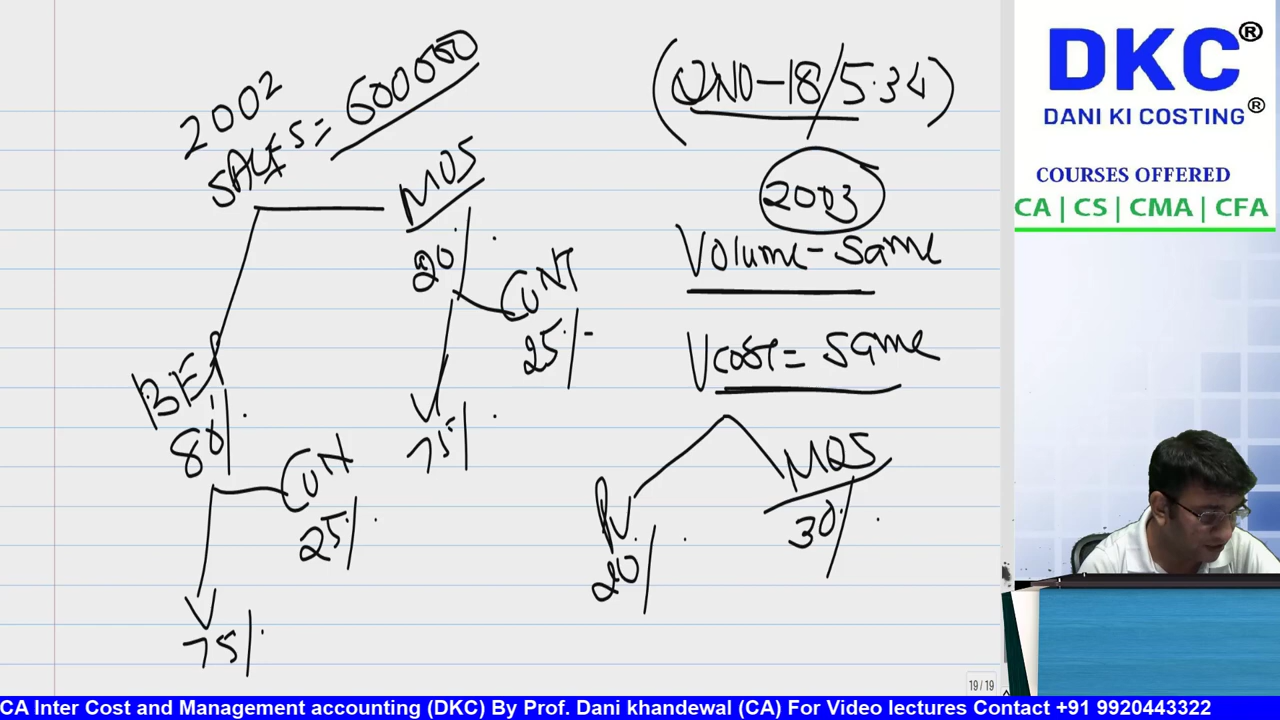 2002
SALES = 600000
MOS
20%
CONT
25%
75%
BE
80%
CON
25%
V
75%
(QNO-18/5.34)
2003
Volume - Same
Vcost = Same
PV
20%
MOS
30%
DKC®
DANI KI COSTING®
COURSES OFFERED
CA | CS | CMA | CFA
19 / 19
CA Inter Cost and Management accounting (DKC) By Prof. Dani khandewal (CA) For Video lectures Contact +91 9920443322